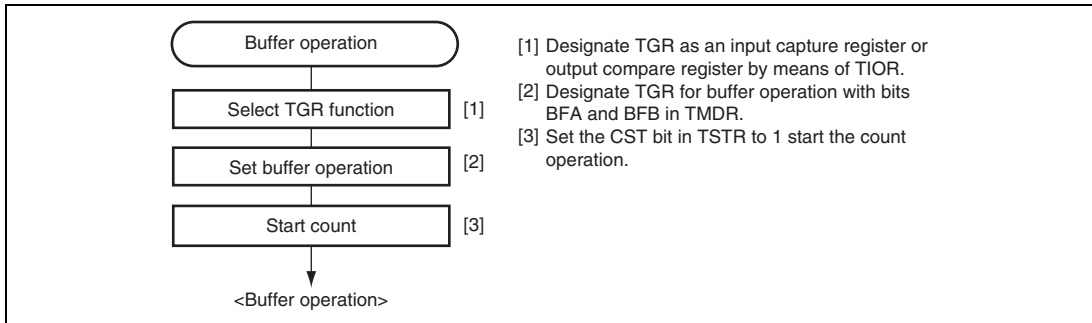 Buffer operation
Select TGR function [1]
Set buffer operation [2]
Start count [3]
<Buffer operation>
[1] Designate TGR as an input capture register or
output compare register by means of TIOR.
[2] Designate TGR for buffer operation with bits
BFA and BFB in TMDR.
[3] Set the CST bit in TSTR to 1 start the count
operation.